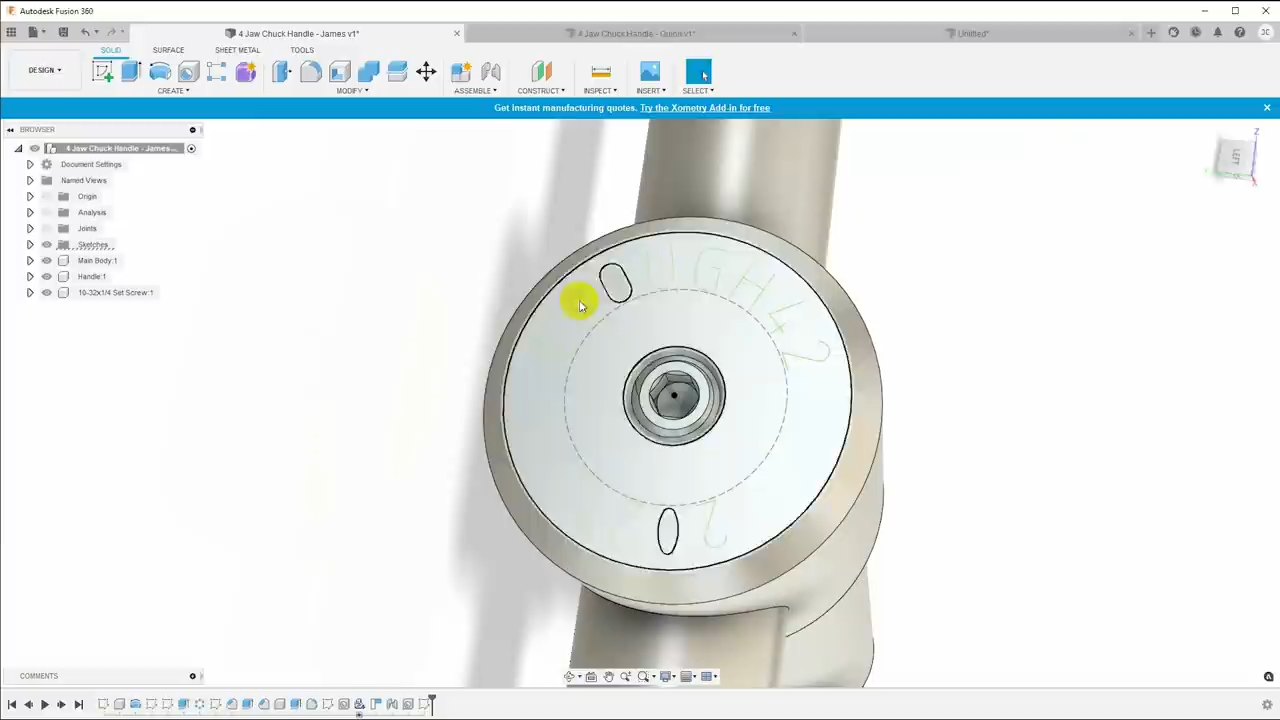 Autodesk Fusion 360
4 Jaw Chuck Handle - James v1*
4 Jaw Chuck Handle - Quinn v1*
Untitled*
JC
SOLID
SURFACE
SHEET METAL
TOOLS
DESIGN
CREATE
MODIFY
ASSEMBLE
CONSTRUCT
INSPECT
INSERT
SELECT
Get instant manufacturing quotes. Try the Xometry Add-in for free
BROWSER
4 Jaw Chuck Handle - James...
Document Settings
Named Views
Origin
Analysis
Joints
Sketches
Main Body:1
Handle:1
10-32x1/4 Set Screw:1
Z
LEFT
COMMENTS